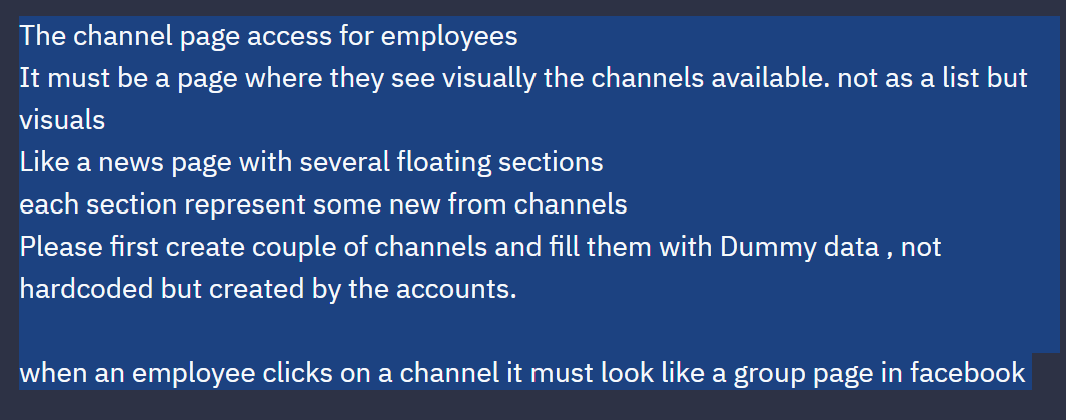 The channel page access for employees
It must be a page where they see visually the channels available. not as a list but
visuals
Like a news page with several floating sections
each section represent some new from channels
Please first create couple of channels and fill them with Dummy data , not
hardcoded but created by the accounts.
when an employee clicks on a channel it must look like a group page in facebook